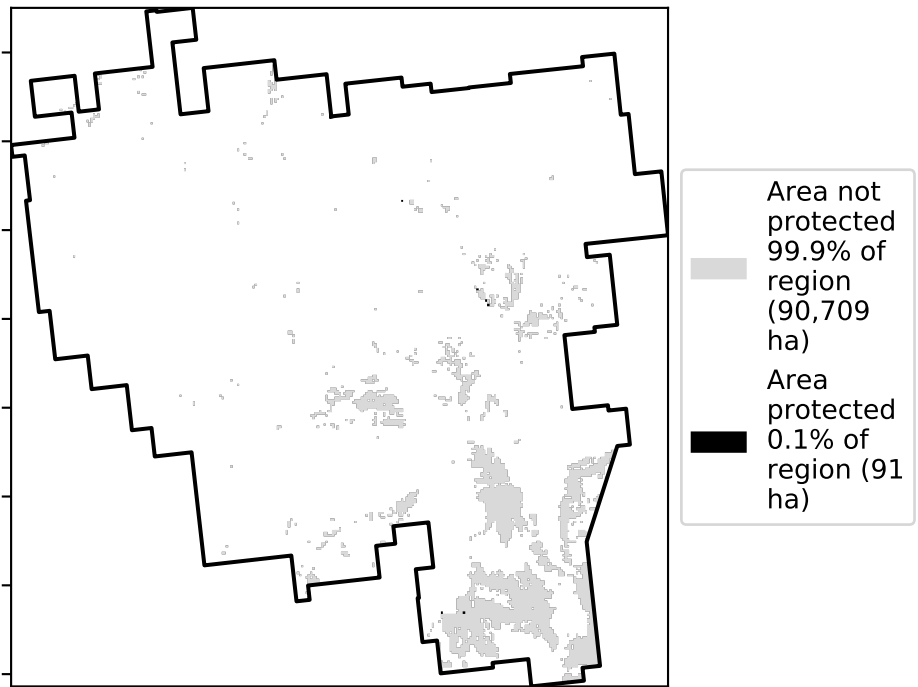 Area not
protected
99.9% of
region
(90,709
ha)
Area
protected
0.1% of
region (91
ha)